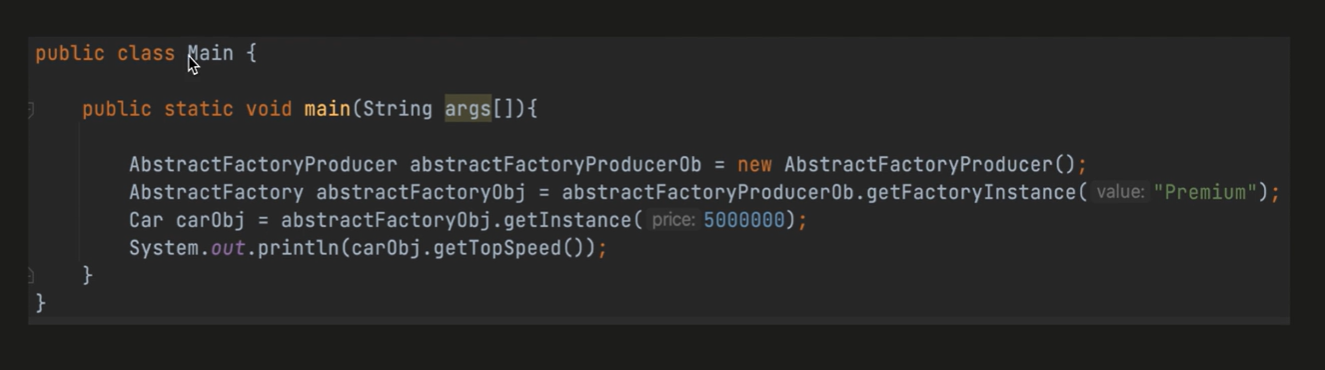 public class Main {
public static void main(String args[]){
AbstractFactoryProducer abstractFactoryProducerOb = new AbstractFactoryProducer();
AbstractFactory abstractFactoryObj = abstractFactoryProducerOb.getFactoryInstance( value: "Premium");
Car carObj = abstractFactoryObj.getInstance( price: 5000000);
System.out.println(carObj.getTopSpeed());
}
}